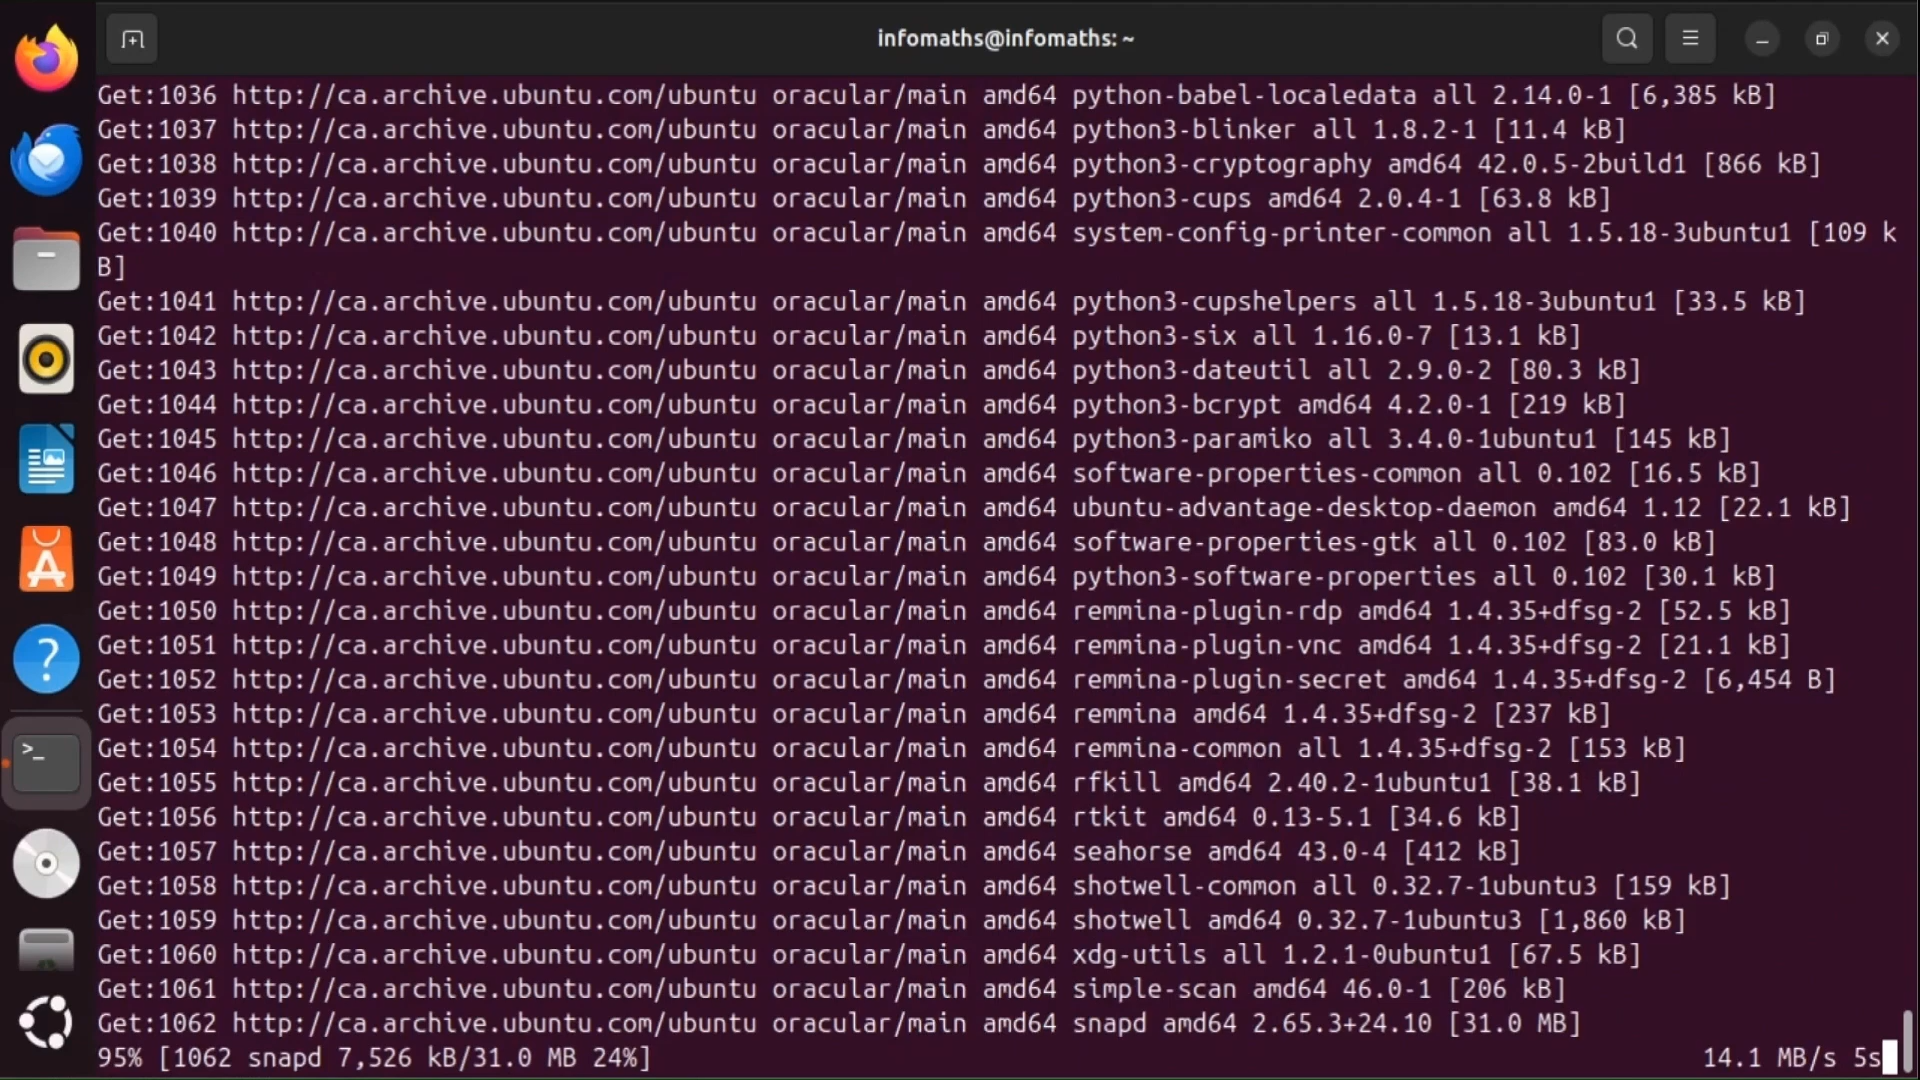 infomaths@infomaths: ~
Get:1036 http://ca.archive.ubuntu.com/ubuntu oracular/main amd64 python-babel-localedata all 2.14.0-1 [6,385 kB]
Get:1037 http://ca.archive.ubuntu.com/ubuntu oracular/main amd64 python3-blinker all 1.8.2-1 [11.4 kB]
Get:1038 http://ca.archive.ubuntu.com/ubuntu oracular/main amd64 python3-cryptography amd64 42.0.5-2build1 [866 kB]
Get:1039 http://ca.archive.ubuntu.com/ubuntu oracular/main amd64 python3-cups amd64 2.0.4-1 [63.8 kB]
Get:1040 http://ca.archive.ubuntu.com/ubuntu oracular/main amd64 system-config-printer-common all 1.5.18-3ubuntu1 [109 k
B]
Get:1041 http://ca.archive.ubuntu.com/ubuntu oracular/main amd64 python3-cupshelpers all 1.5.18-3ubuntu1 [33.5 kB]
Get:1042 http://ca.archive.ubuntu.com/ubuntu oracular/main amd64 python3-six all 1.16.0-7 [13.1 kB]
Get:1043 http://ca.archive.ubuntu.com/ubuntu oracular/main amd64 python3-dateutil all 2.9.0-2 [80.3 kB]
Get:1044 http://ca.archive.ubuntu.com/ubuntu oracular/main amd64 python3-bcrypt amd64 4.2.0-1 [219 kB]
Get:1045 http://ca.archive.ubuntu.com/ubuntu oracular/main amd64 python3-paramiko all 3.4.0-1ubuntu1 [145 kB]
Get:1046 http://ca.archive.ubuntu.com/ubuntu oracular/main amd64 software-properties-common all 0.102 [16.5 kB]
Get:1047 http://ca.archive.ubuntu.com/ubuntu oracular/main amd64 ubuntu-advantage-desktop-daemon amd64 1.12 [22.1 kB]
Get:1048 http://ca.archive.ubuntu.com/ubuntu oracular/main amd64 software-properties-gtk all 0.102 [83.0 kB]
Get:1049 http://ca.archive.ubuntu.com/ubuntu oracular/main amd64 python3-software-properties all 0.102 [30.1 kB]
Get:1050 http://ca.archive.ubuntu.com/ubuntu oracular/main amd64 remmina-plugin-rdp amd64 1.4.35+dfsg-2 [52.5 kB]
Get:1051 http://ca.archive.ubuntu.com/ubuntu oracular/main amd64 remmina-plugin-vnc amd64 1.4.35+dfsg-2 [21.1 kB]
Get:1052 http://ca.archive.ubuntu.com/ubuntu oracular/main amd64 remmina-plugin-secret amd64 1.4.35+dfsg-2 [6,454 B]
Get:1053 http://ca.archive.ubuntu.com/ubuntu oracular/main amd64 remmina amd64 1.4.35+dfsg-2 [237 kB]
Get:1054 http://ca.archive.ubuntu.com/ubuntu oracular/main amd64 remmina-common all 1.4.35+dfsg-2 [153 kB]
Get:1055 http://ca.archive.ubuntu.com/ubuntu oracular/main amd64 rfkill amd64 2.40.2-1ubuntu1 [38.1 kB]
Get:1056 http://ca.archive.ubuntu.com/ubuntu oracular/main amd64 rtkit amd64 0.13-5.1 [34.6 kB]
Get:1057 http://ca.archive.ubuntu.com/ubuntu oracular/main amd64 seahorse amd64 43.0-4 [412 kB]
Get:1058 http://ca.archive.ubuntu.com/ubuntu oracular/main amd64 shotwell-common all 0.32.7-1ubuntu3 [159 kB]
Get:1059 http://ca.archive.ubuntu.com/ubuntu oracular/main amd64 shotwell amd64 0.32.7-1ubuntu3 [1,860 kB]
Get:1060 http://ca.archive.ubuntu.com/ubuntu oracular/main amd64 xdg-utils all 1.2.1-0ubuntu1 [67.5 kB]
Get:1061 http://ca.archive.ubuntu.com/ubuntu oracular/main amd64 simple-scan amd64 46.0-1 [206 kB]
Get:1062 http://ca.archive.ubuntu.com/ubuntu oracular/main amd64 snapd amd64 2.65.3+24.10 [31.0 MB]
95% [1062 snapd 7,526 kB/31.0 MB 24%] 14.1 MB/s 5s